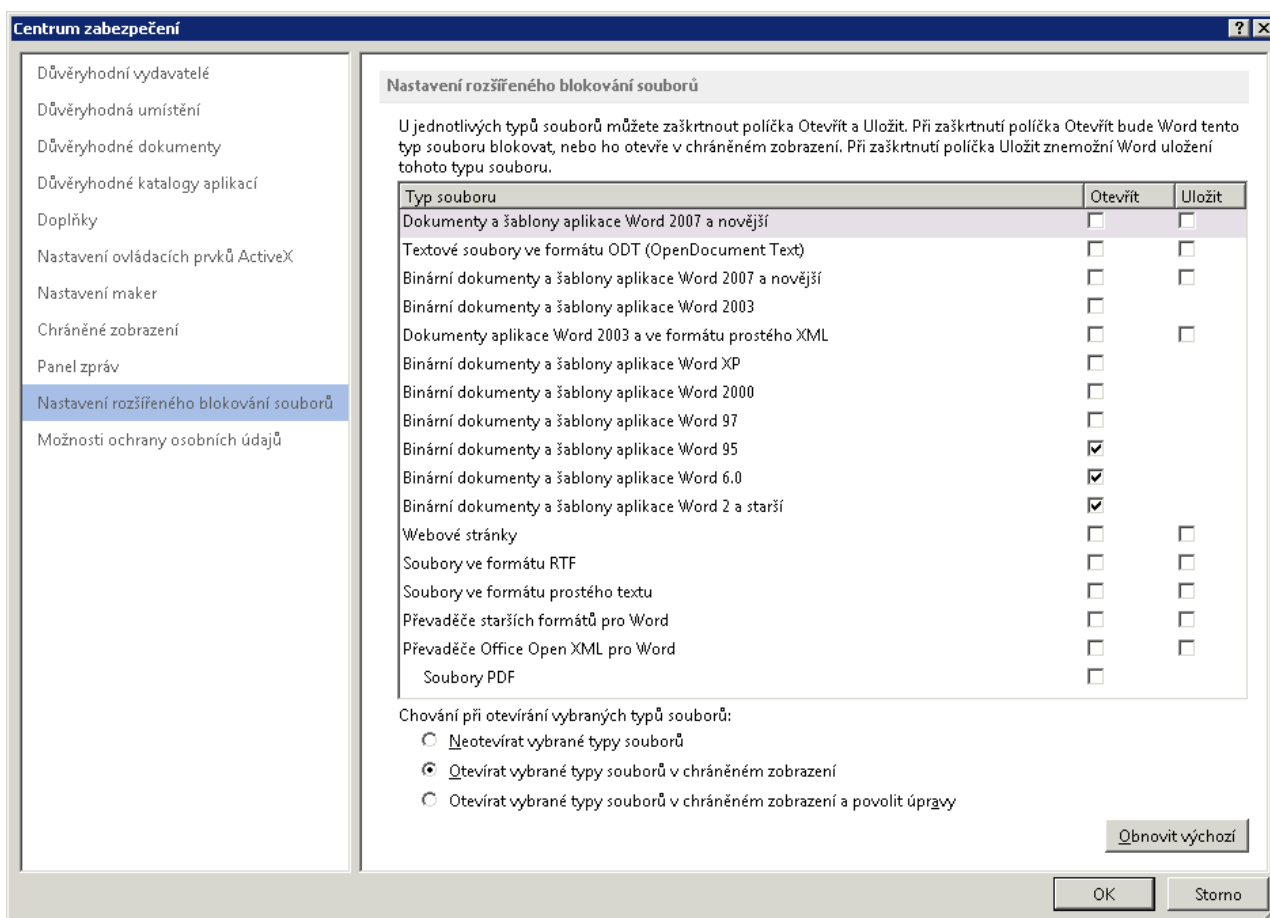 Centrum zabezpečení
Důvěryhodní vydavatelé
Důvěryhodná umístění
Důvěryhodné dokumenty
Důvěryhodné katalogy aplikací
Doplňky
Nastavení ovládacích prvků ActiveX
Nastavení maker
Chráněné zobrazení
Panel zpráv
Nastavení rozšířeného blokování souborů
Možnosti ochrany osobních údajů
Nastavení rozšířeného blokování souborů
U jednotlivých typů souborů můžete zaškrtnout políčka Otevřít a Uložit. Při zaškrtnutí políčka Otevřít bude Word tento
typ souboru blokovat, nebo ho otevře v chráněném zobrazení. Při zaškrtnutí políčka Uložit znemožní Word uložení
tohoto typu souboru.
Typ souboru Otevřít Uložit
Dokumenty a šablony aplikace Word 2007 a novější
Textové soubory ve formátu ODT (OpenDocument Text)
Binární dokumenty a šablony aplikace Word 2007 a novější
Binární dokumenty a šablony aplikace Word 2003
Dokumenty aplikace Word 2003 a ve formátu prostého XML
Binární dokumenty a šablony aplikace Word XP
Binární dokumenty a šablony aplikace Word 2000
Binární dokumenty a šablony aplikace Word 97
Binární dokumenty a šablony aplikace Word 95
Binární dokumenty a šablony aplikace Word 6.0
Binární dokumenty a šablony aplikace Word 2 a starší
Webové stránky
Soubory ve formátu RTF
Soubory ve formátu prostého textu
Převaděče starších formátů pro Word
Převaděče Office Open XML pro Word
Soubory PDF
Chování při otevírání vybraných typů souborů:
Neotevírat vybrané typy souborů
Otevírat vybrané typy souborů v chráněném zobrazení
Otevírat vybrané typy souborů v chráněném zobrazení a povolit úpravy
Obnovit výchozí
OK Storno